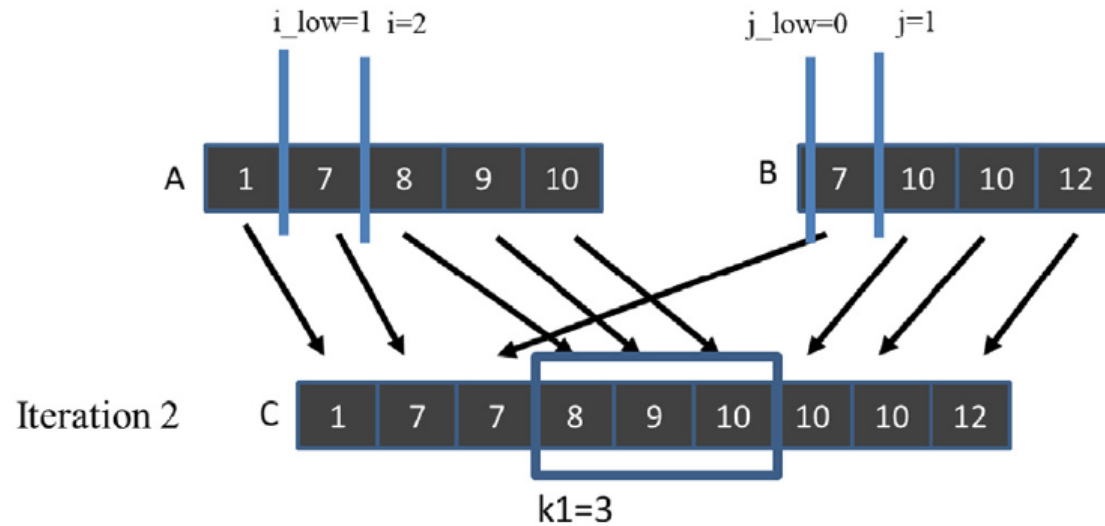 i_low=1 i=2 j_low=0 j=1
A 1 7 8 9 10 B 7 10 10 12
Iteration 2 C 1 7 7 8 9 10 10 10 12
k1=3